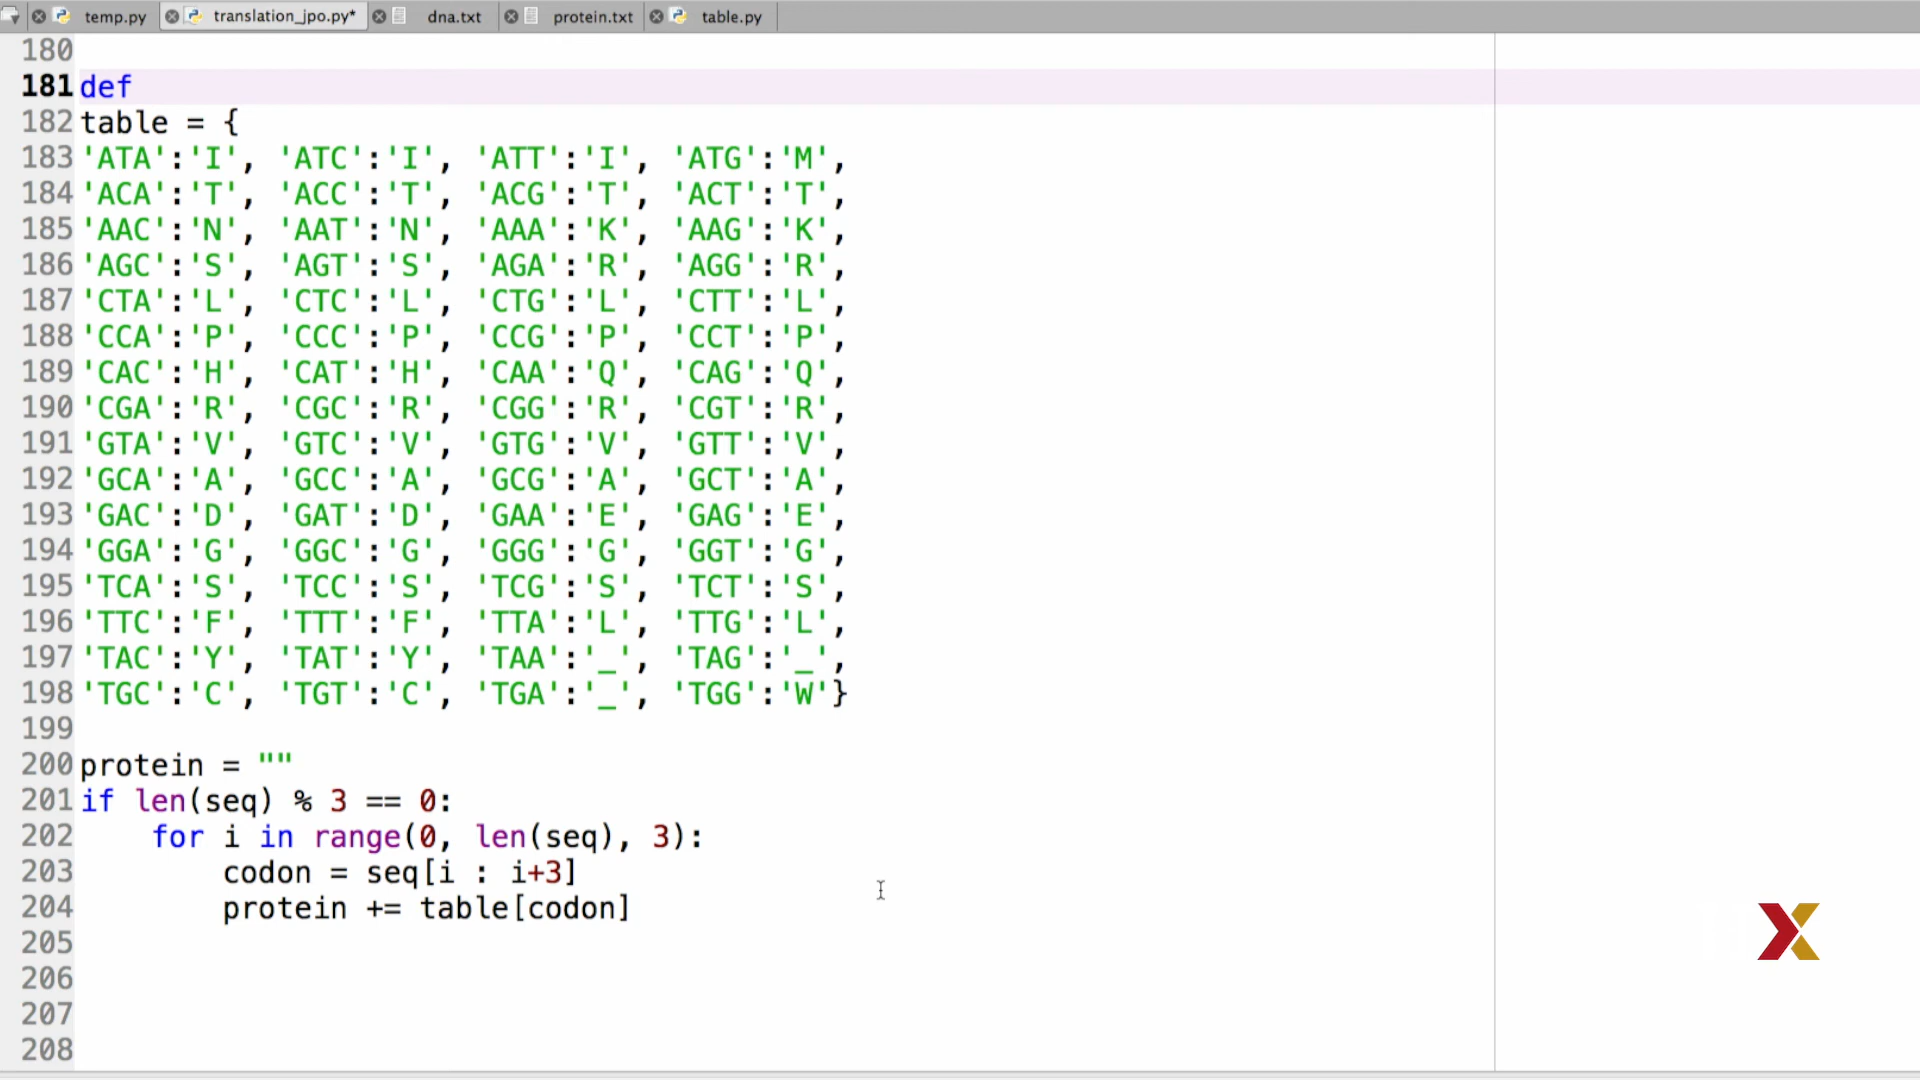 temp.py translation_jpo.py* dna.txt protein.txt table.py
180
181 def
182 table = {
183 'ATA':'I', 'ATC':'I', 'ATT':'I', 'ATG':'M',
184 'ACA':'T', 'ACC':'T', 'ACG':'T', 'ACT':'T',
185 'AAC':'N', 'AAT':'N', 'AAA':'K', 'AAG':'K',
186 'AGC':'S', 'AGT':'S', 'AGA':'R', 'AGG':'R',
187 'CTA':'L', 'CTC':'L', 'CTG':'L', 'CTT':'L',
188 'CCA':'P', 'CCC':'P', 'CCG':'P', 'CCT':'P',
189 'CAC':'H', 'CAT':'H', 'CAA':'Q', 'CAG':'Q',
190 'CGA':'R', 'CGC':'R', 'CGG':'R', 'CGT':'R',
191 'GTA':'V', 'GTC':'V', 'GTG':'V', 'GTT':'V',
192 'GCA':'A', 'GCC':'A', 'GCG':'A', 'GCT':'A',
193 'GAC':'D', 'GAT':'D', 'GAA':'E', 'GAG':'E',
194 'GGA':'G', 'GGC':'G', 'GGG':'G', 'GGT':'G',
195 'TCA':'S', 'TCC':'S', 'TCG':'S', 'TCT':'S',
196 'TTC':'F', 'TTT':'F', 'TTA':'L', 'TTG':'L',
197 'TAC':'Y', 'TAT':'Y', 'TAA':'_', 'TAG':'_',
198 'TGC':'C', 'TGT':'C', 'TGA':'_', 'TGG':'W'}
199
200 protein = ""
201 if len(seq) % 3 == 0:
202     for i in range(0, len(seq), 3):
203         codon = seq[i : i+3]
204         protein += table[codon]
205
206
207
208
X